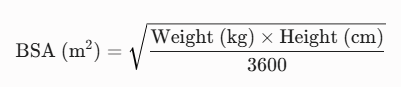 BSA (m²) = √(Weight (kg) × Height (cm) / 3600)